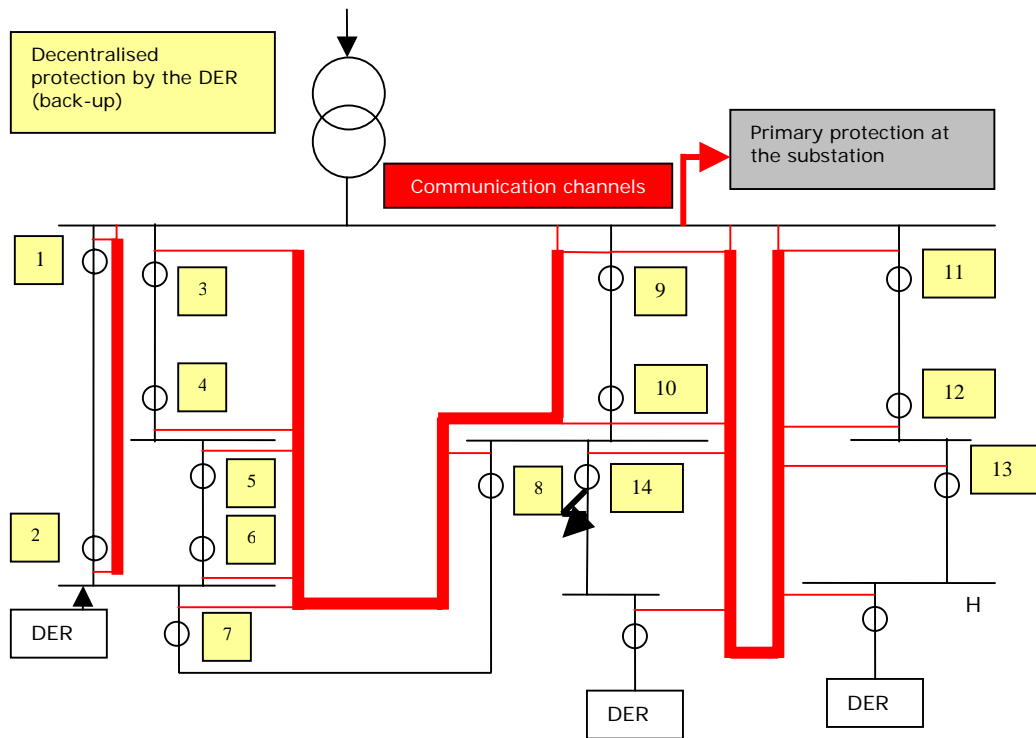 Decentralised
protection by the DER
(back-up)
Primary protection at
the substation
Communication channels
1
3
9
11
4
10
12
5
8
14
13
2
6
H
DER
7
DER
DER